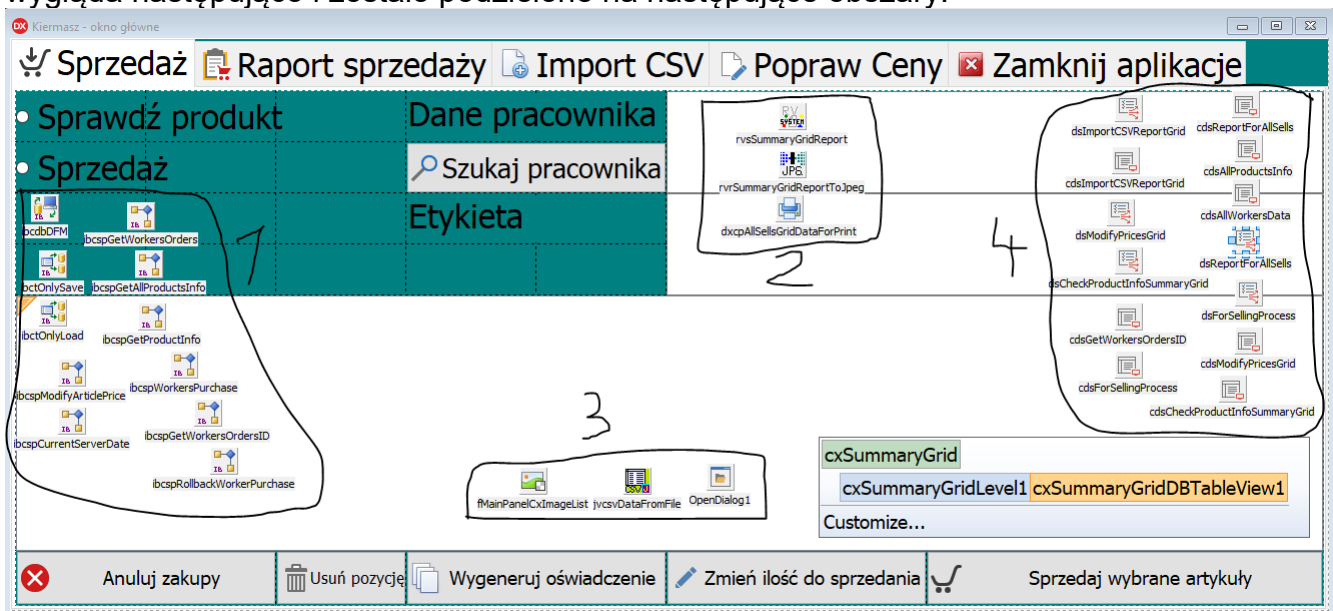 wygląda następująco i zostało podzielone na następujące obszary:
Kiermasz - okno główne
Sprzedaż Raport sprzedaży Import CSV Popraw Ceny Zamknij aplikacje
Sprawdź produkt
Dane pracownika
Sprzedaż
Szukaj pracownika
Etykieta
ibcdbDFM
ibcspGetWorkersOrders
ibctOnlySave
ibcspGetAllProductsInfo
ibctOnlyLoad
ibcspGetProductInfo
ibcspModifyArticlePrice
ibcspWorkersPurchase
ibcspCurrentServerDate
ibcspGetWorkersOrdersID
ibcspRollbackWorkerPurchase
1
RV
SYSTEM
rvsSummaryGridReport
JPG
rvrSummaryGridReportToJpeg
dxcpAllSellsGridDataForPrint
2
3
fMainPanelCxImageList
CSV
jvcsvDataFromFile
OpenDialog1
4
dsImportCSVReportGrid
cdsReportForAllSells
cdsAllProductsInfo
cdsImportCSVReportGrid
cdsAllWorkersData
dsModifyPricesGrid
dsReportForAllSells
dsCheckProductInfoSummaryGrid
dsForSellingProcess
cdsGetWorkersOrdersID
cdsModifyPricesGrid
cdsForSellingProcess
cdsCheckProductInfoSummaryGrid
cxSummaryGrid
cxSummaryGridLevel1 cxSummaryGridDBTableView1
Customize...
Anuluj zakupy Usuń pozycję Wygeneruj oświadczenie Zmień ilość do sprzedania Sprzedaj wybrane artykuły